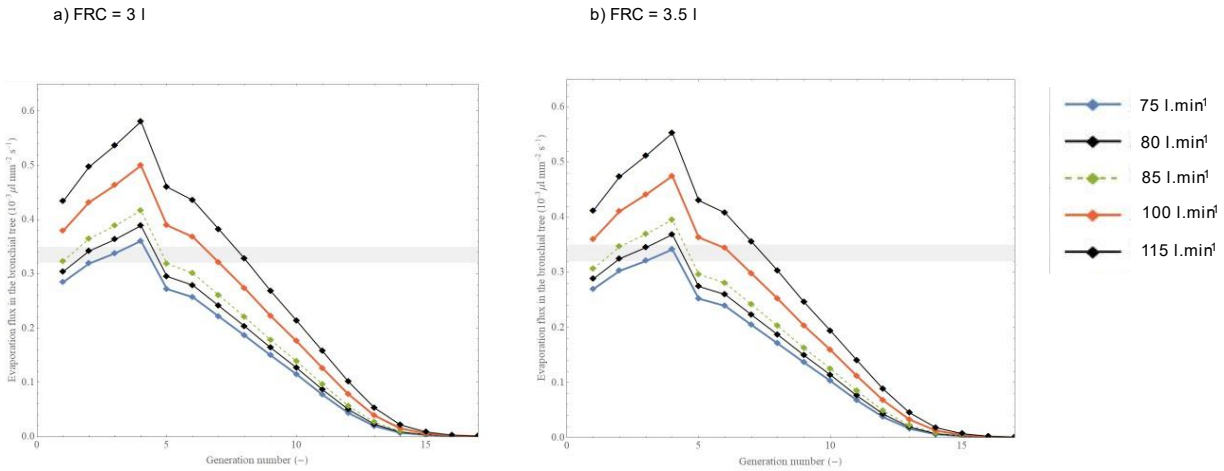 a) FRC = 3 l
b) FRC = 3.5 l
Evaporation flux in the bronchial tree (10⁻³ μl mm⁻² s⁻¹)
0.6
0.5
0.4
0.3
0.2
0.1
0.0
0
5
10
15
Generation number (−)
Evaporation flux in the bronchial tree (10⁻³ μl mm⁻² s⁻¹)
0.6
0.5
0.4
0.3
0.2
0.1
0.0
0
5
10
15
Generation number (−)
75 l.min¹
80 l.min¹
85 l.min¹
100 l.min¹
115 l.min¹